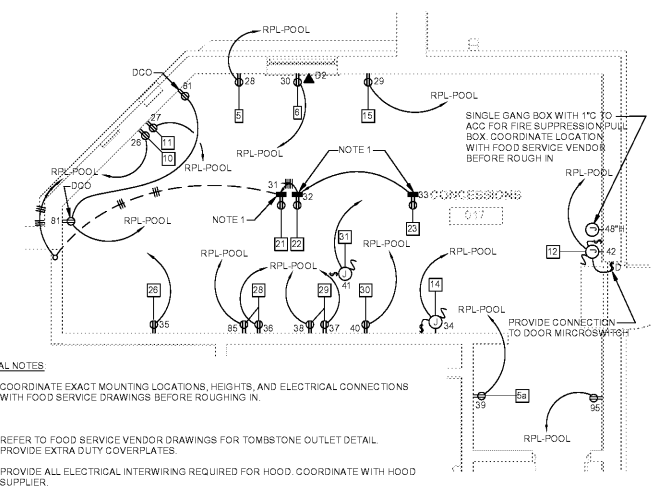 RPL-POOL
DCO
81
28
30
D2
29
RPL-POOL
5
6
15
SINGLE GANG BOX WITH 1"C TO
ACC FOR FIRE SUPPRESSION PULL
BOX. COORDINATE LOCATION
WITH FOOD SERVICE VENDOR
BEFORE ROUGH IN
27
26
11
10
RPL-POOL
NOTE 1
RPL-POOL
RPL-POOL
RPL-POOL
DCO
31
32
33
CONCESSIONS
017
81
RPL-POOL
NOTE 1
21
22
23
31
48"H
12
42
D
RPL-POOL
RPL-POOL
RPL-POOL
RPL-POOL
41
26
28
29
30
14
RPL-POOL
PROVIDE CONNECTION
TO DOOR MIRCROSWITCH
35
85
36
38
37
40
34
AL NOTES
COORDINATE EXACT MOUNTING LOCATIONS, HEIGHTS, AND ELECTRICAL CONNECTIONS
WITH FOOD SERVICE DRAWINGS BEFORE ROUGHING IN.
39
5a
95
RPL-POOL
REFER TO FOOD SERVICE VENDOR DRAWINGS FOR TOMBSTONE OUTLET DETAIL.
PROVIDE EXTRA DUTY COVERPLATES.
PROVIDE ALL ELECTRICAL INTERWIRING REQUIRED FOR HOOD. COORDINATE WITH HOOD
SUPPLIER.